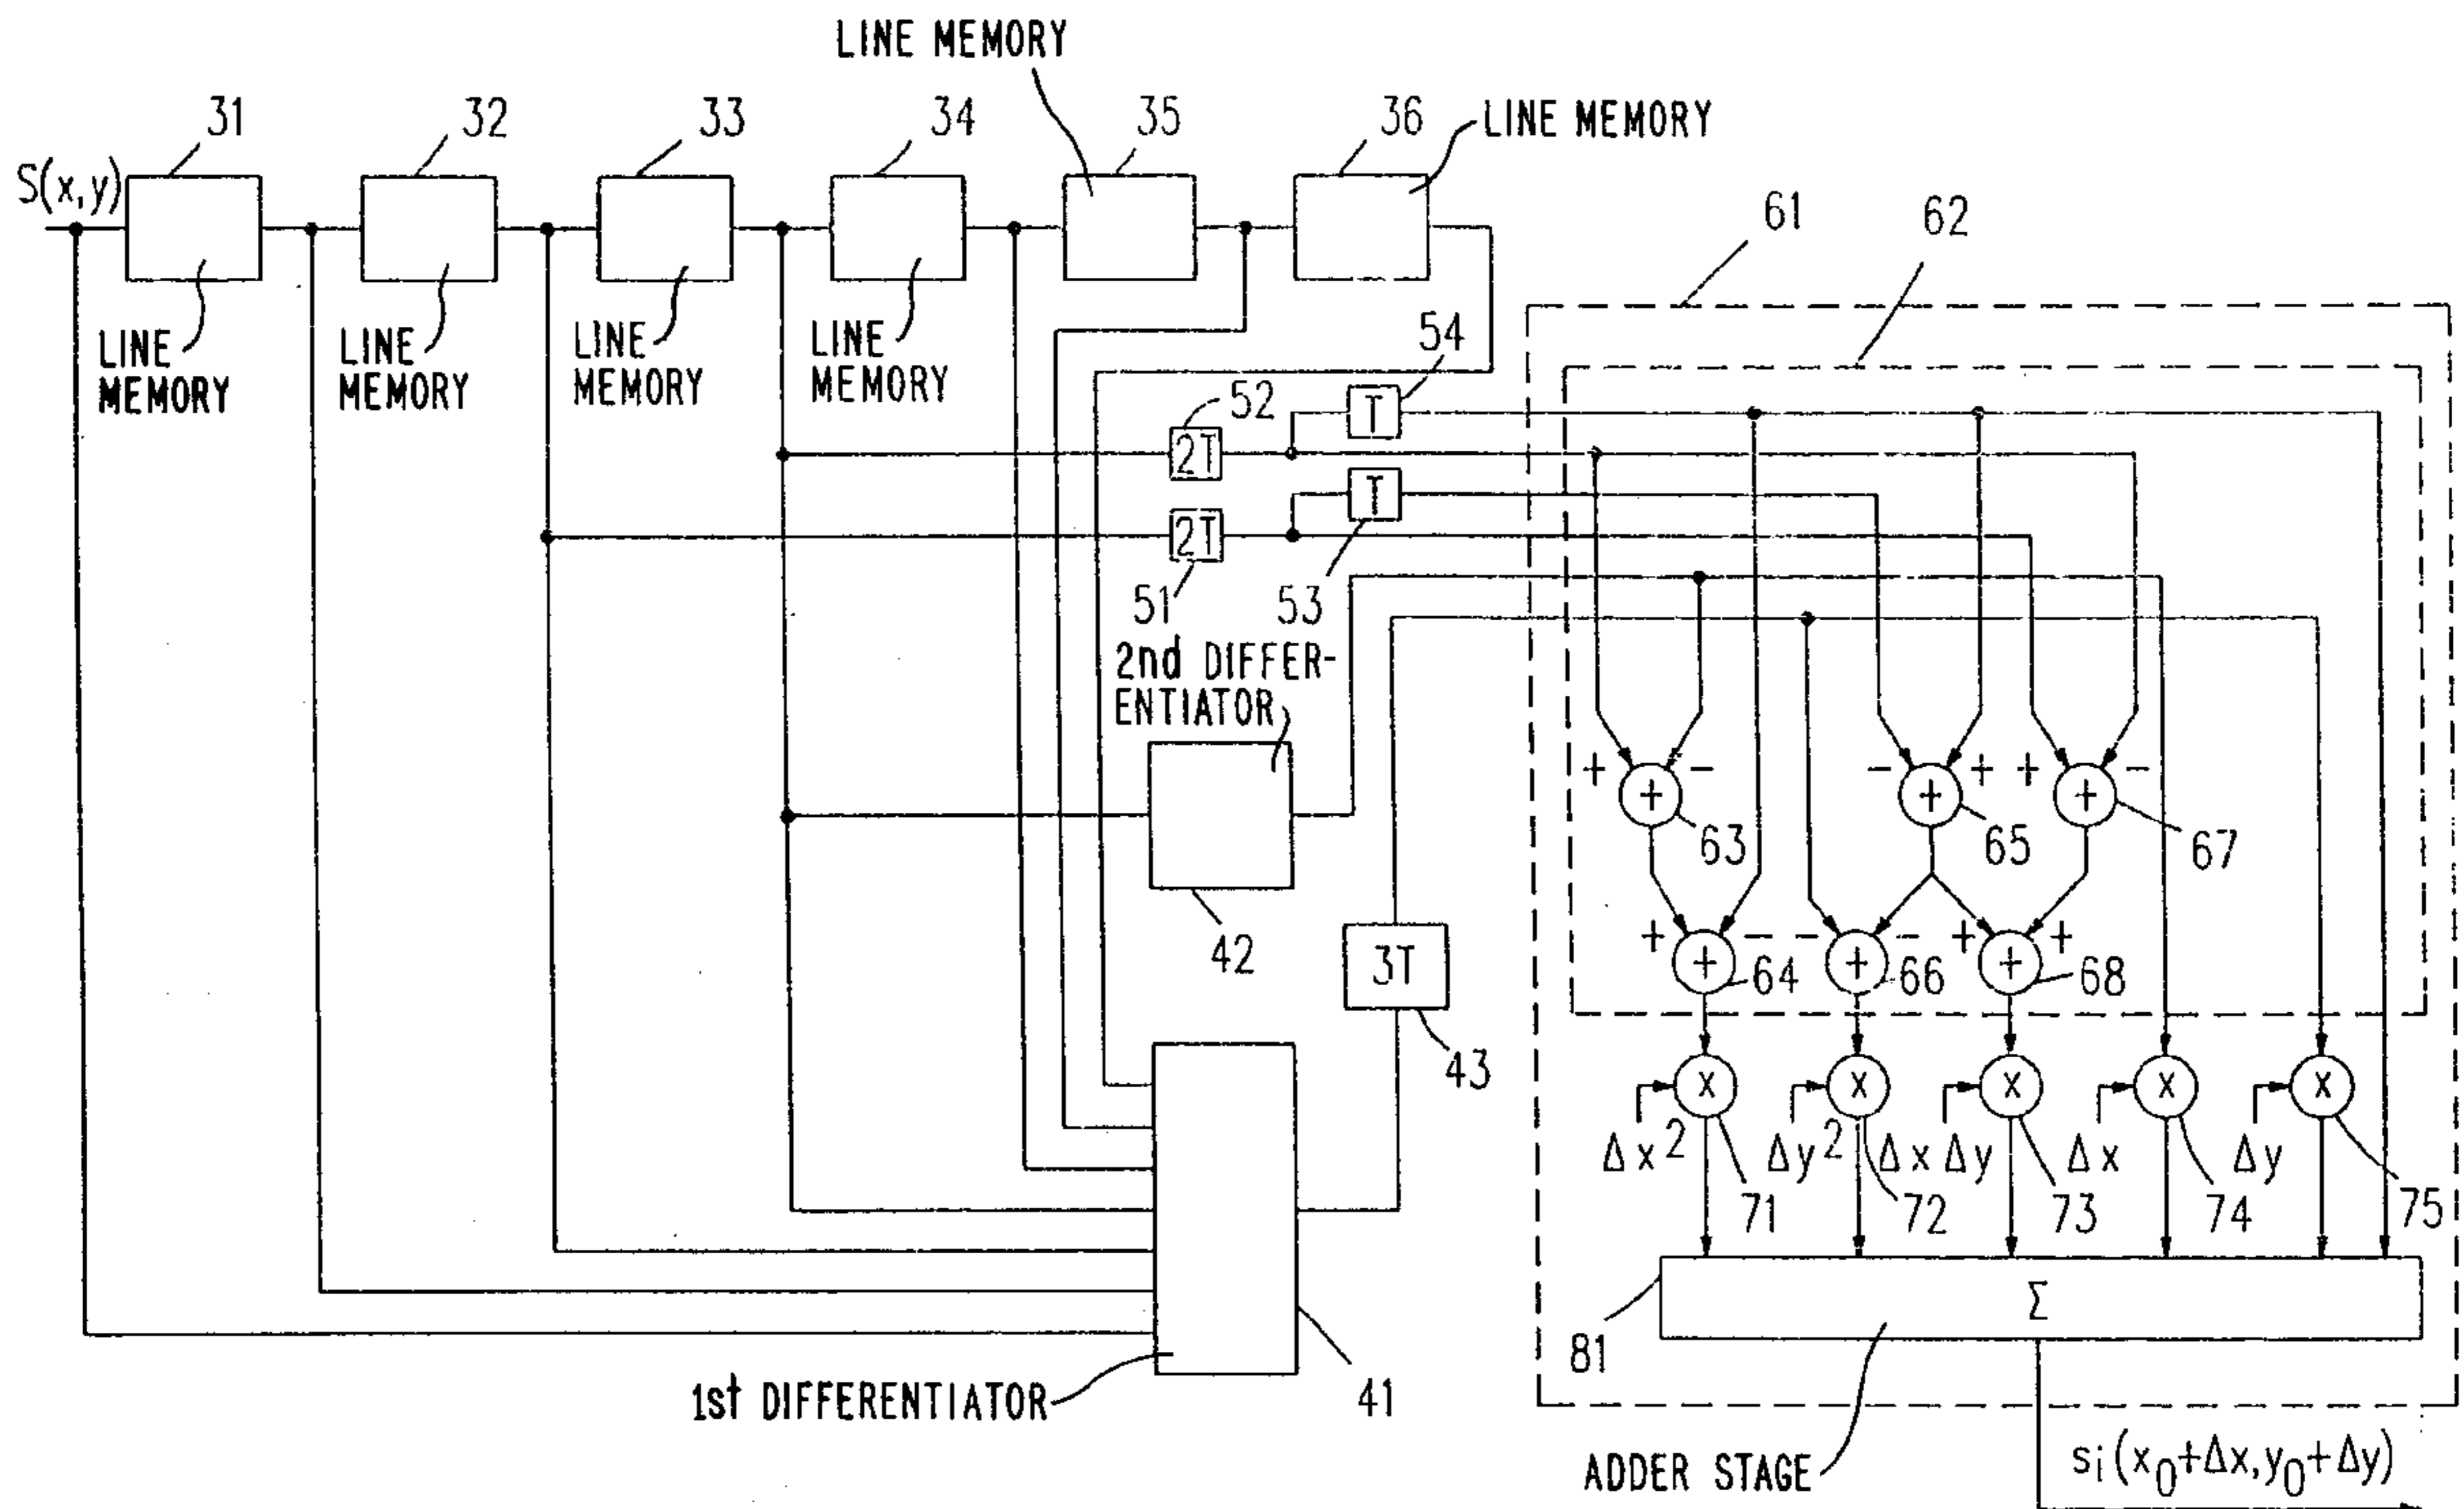 LINE MEMORY
31
32
33
34
35
36
LINE MEMORY
S(x,y)
LINE
MEMORY
LINE
MEMORY
LINE
MEMORY
LINE
MEMORY
61
62
54
52
T
2T
T
2T
51
53
2nd DIFFER-
ENTIATOR
+ -
- +
+ -
+
+
+
63
65
67
+ -
- -
+ +
+
+
+
64
66
68
42
3T
43
X
X
X
X
X
Δx²
Δy²
ΔxΔy
Δx
Δy
71
72
73
74
75
Σ
81
1st DIFFERENTIATOR
41
ADDER STAGE
si(x0+Δx,y0+Δy)